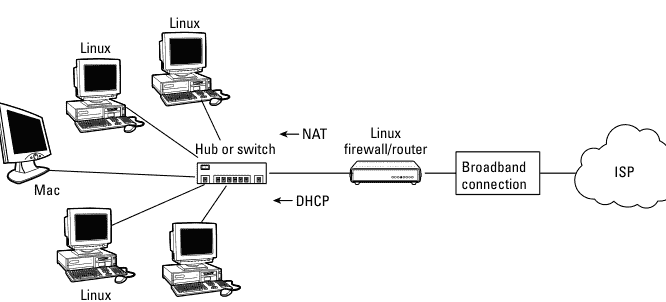 Linux
Linux
Hub or switch
← NAT
Linux
firewall/router
Broadband
connection
ISP
Mac
← DHCP
Linux